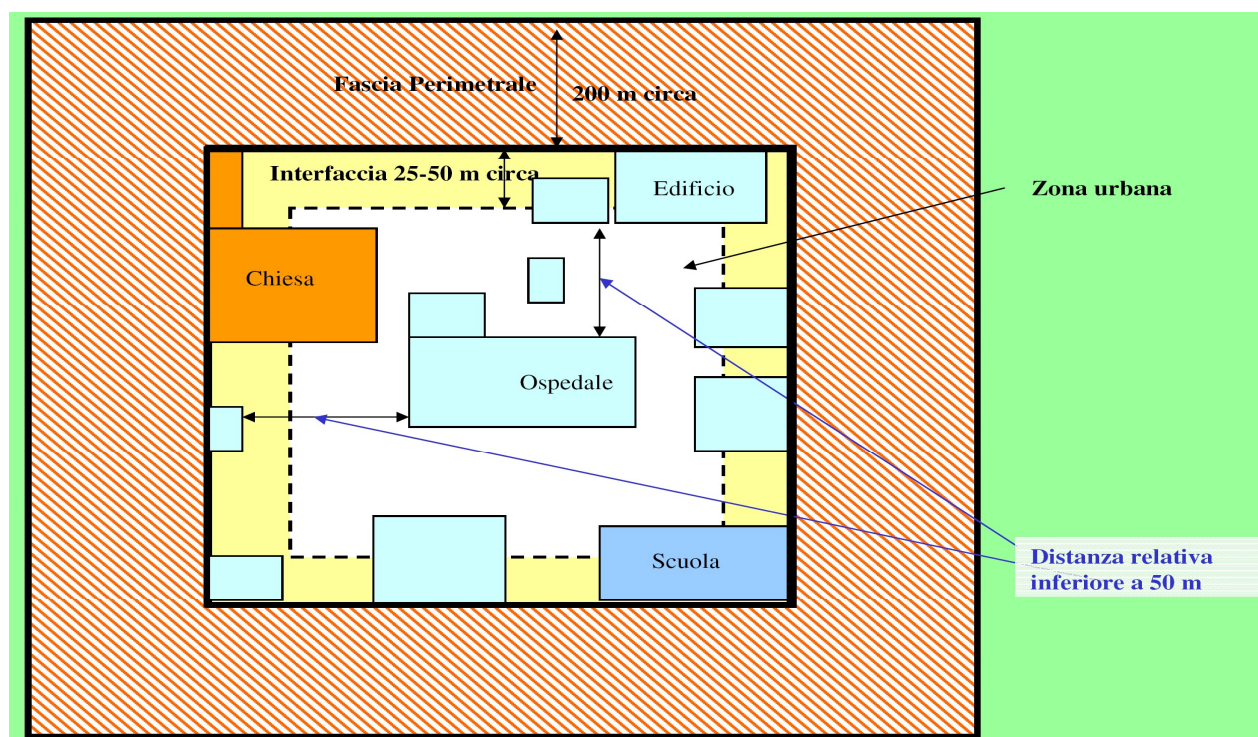 Fascia Perimetrale
200 m circa
Interfaccia 25-50 m circa
Edificio
Zona urbana
Chiesa
Ospedale
Scuola
Distanza relativa
inferiore a 50 m